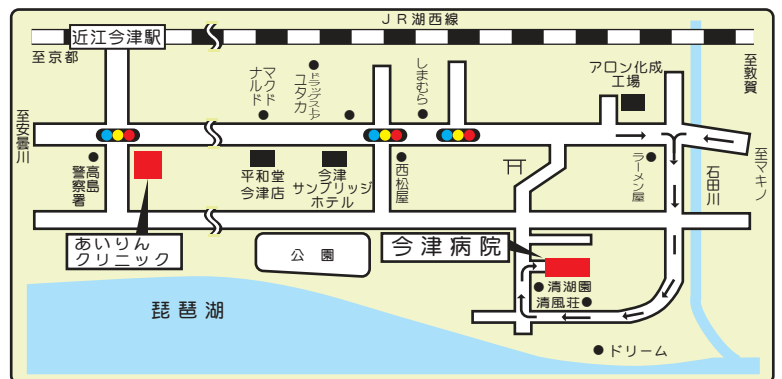 JR湖西線
近江今津駅
至京都
至敦賀
アロン化成
工場
しまむら
ドラッグストア
ユタカ
マクド
ナルド
至安曇川
至マキノ
石田川
ラーメン屋
西松屋
今津
サンブリッジ
ホテル
平和堂
今津店
高島
警察署
あいりん
クリニック
公園
今津病院
清湖園
清風荘
琵琶湖
ドリーム